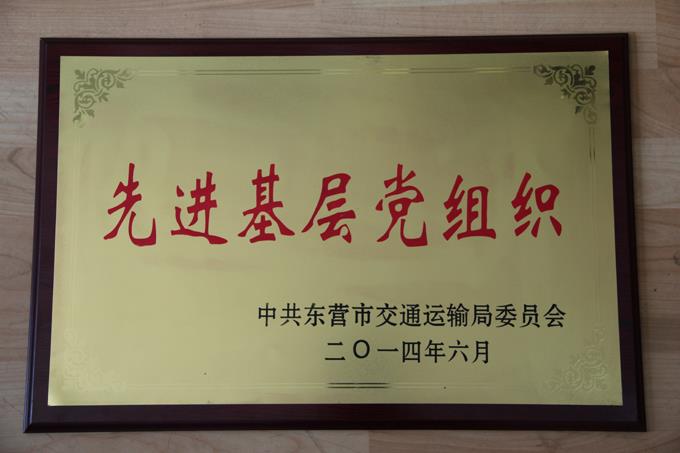 先进基层党组织
中共东营市交通运输局委员会
二〇一四年六月